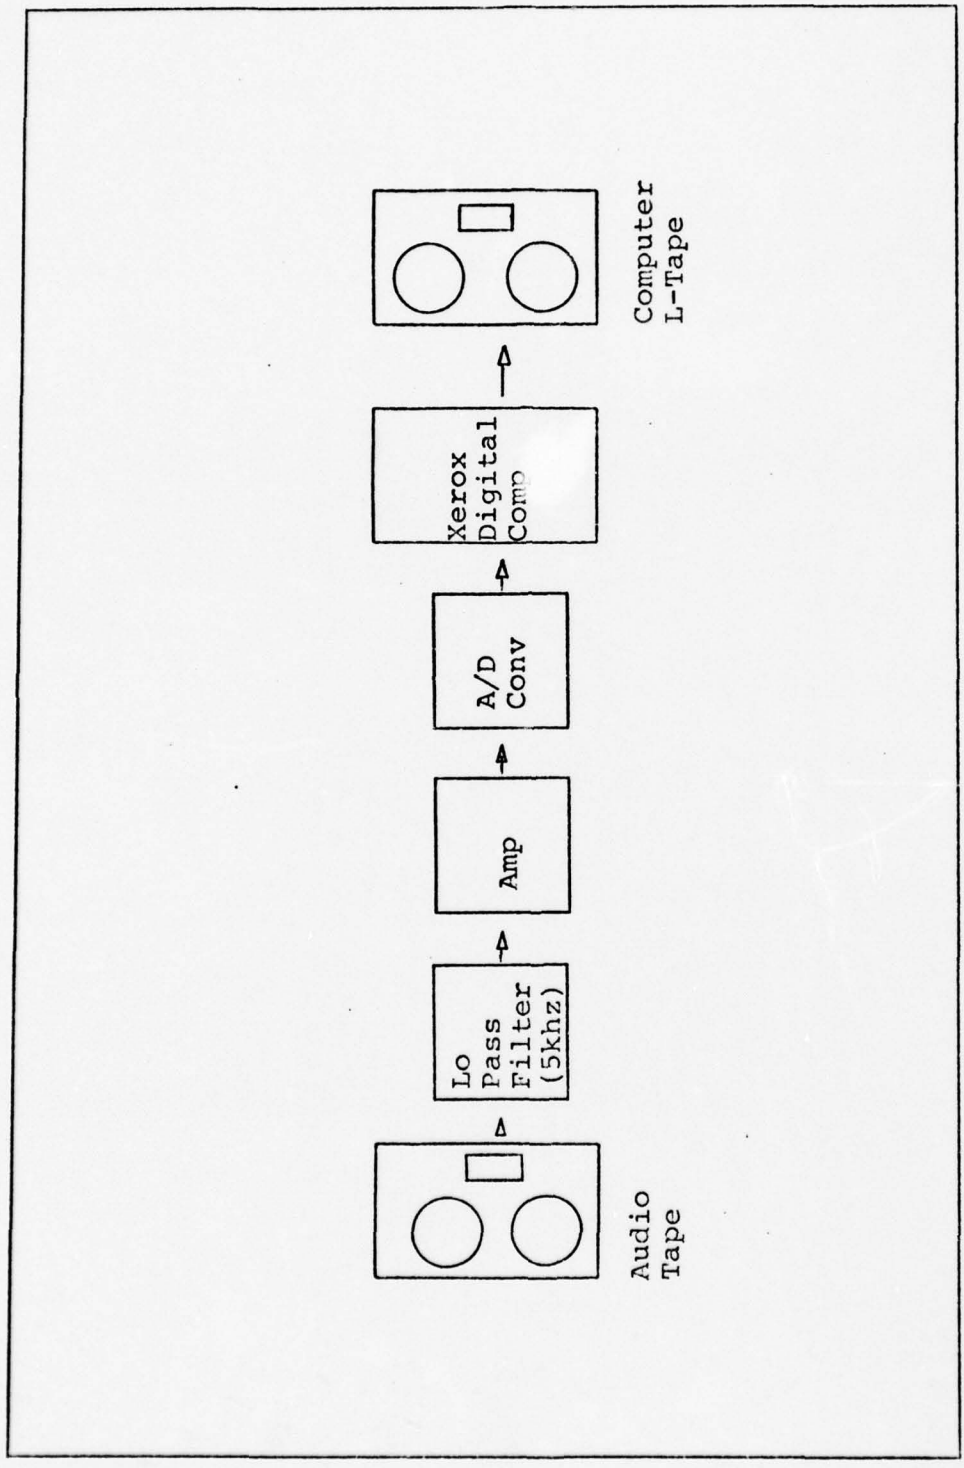 Audio
Tape
Lo
Pass
Filter
(5khz)
Amp
A/D
Conv
Xerox
Digital
Comp
Computer
L-Tape